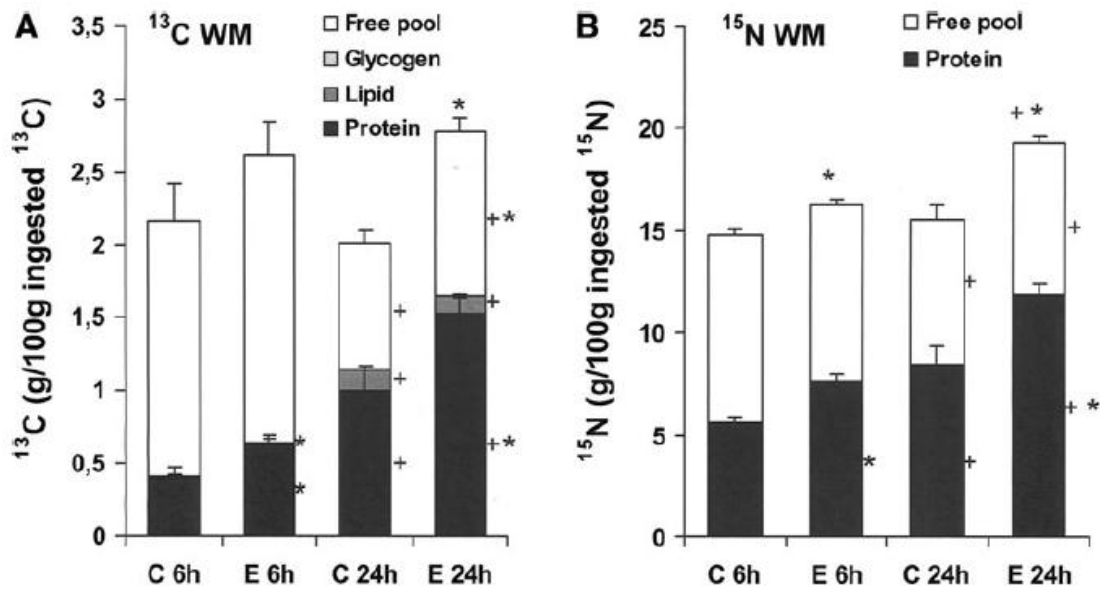 A
13C WM
Free pool
Glycogen
Lipid
Protein
13C (g/100g ingested 13C)
3,5
3
2,5
2
1,5
1
0,5
0
*
+*
+
+*
+
+
+
*
*
C 6h
E 6h
C 24h
E 24h
B
15N WM
Free pool
Protein
15N (g/100g ingested 15N)
25
20
15
10
5
0
+ *
*
+
+
+ *
*
+
C 6h
E 6h
C 24h
E 24h